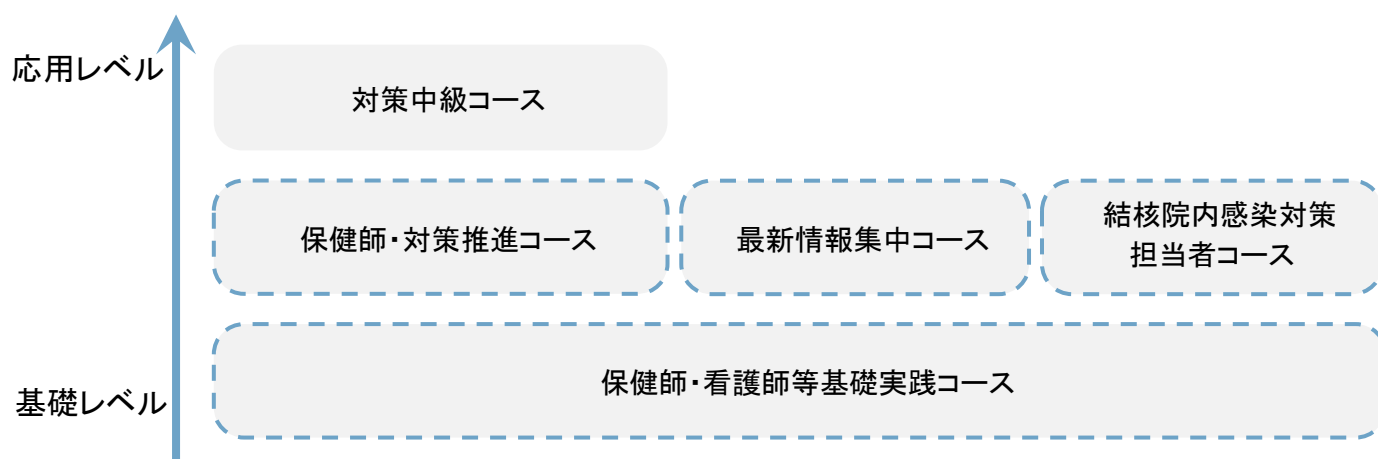 応用レベル
対策中級コース
保健師・対策推進コース
最新情報集中コース
結核院内感染対策
担当者コース
基礎レベル
保健師・看護師等基礎実践コース